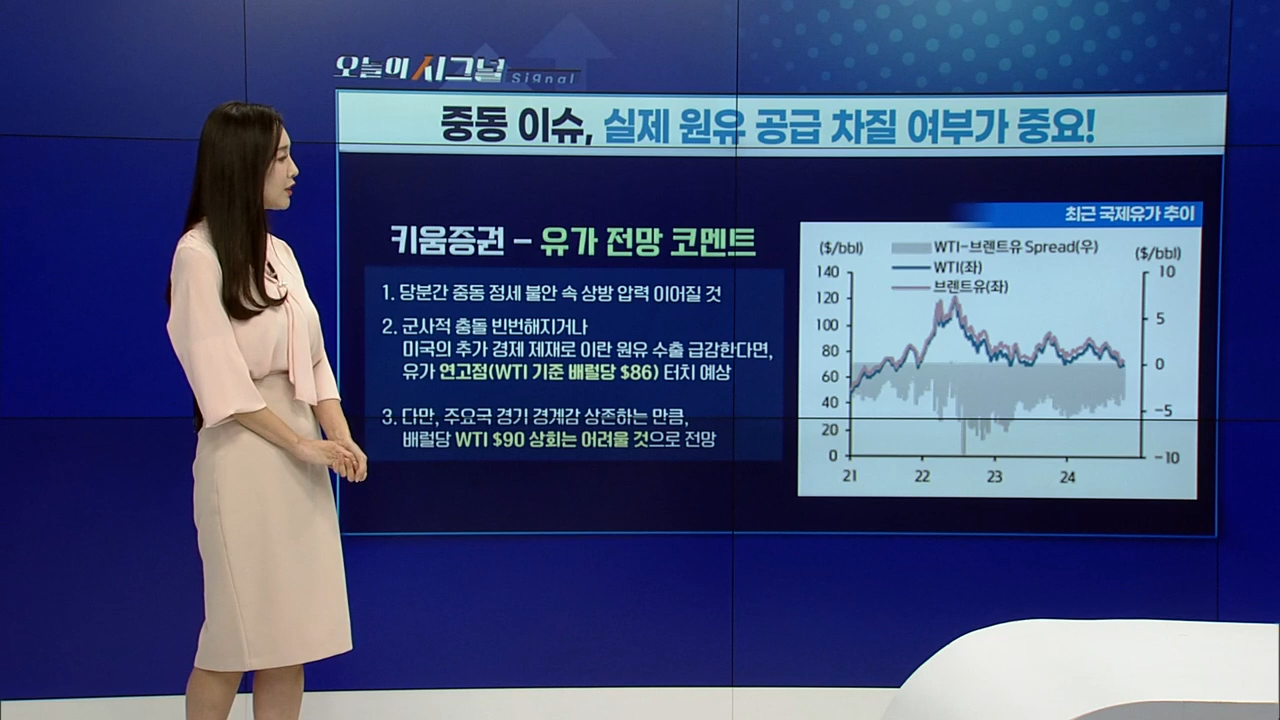 오늘의 시그널
Signal
중동 이슈, 실제 원유 공급 차질 여부가 중요!
키움증권 – 유가 전망 코멘트
1. 당분간 중동 정세 불안 속 상방 압력 이어질 것
2. 군사적 충돌 빈번해지거나
미국의 추가 경제 제재로 이란 원유 수출 급감한다면,
유가 연고점(WTI 기준 배럴당 $86) 터치 예상
3. 다만, 주요국 경기 경계감 상존하는 만큼,
배럴당 WTI $90 상회는 어려울 것으로 전망
최근 국제유가 추이
($/bbl)
WTI-브렌트유 Spread(우)
WTI(좌)
브렌트유(좌)
($/bbl)
140
120
100
80
60
40
20
0
10
5
0
-5
-10
21 22 23 24